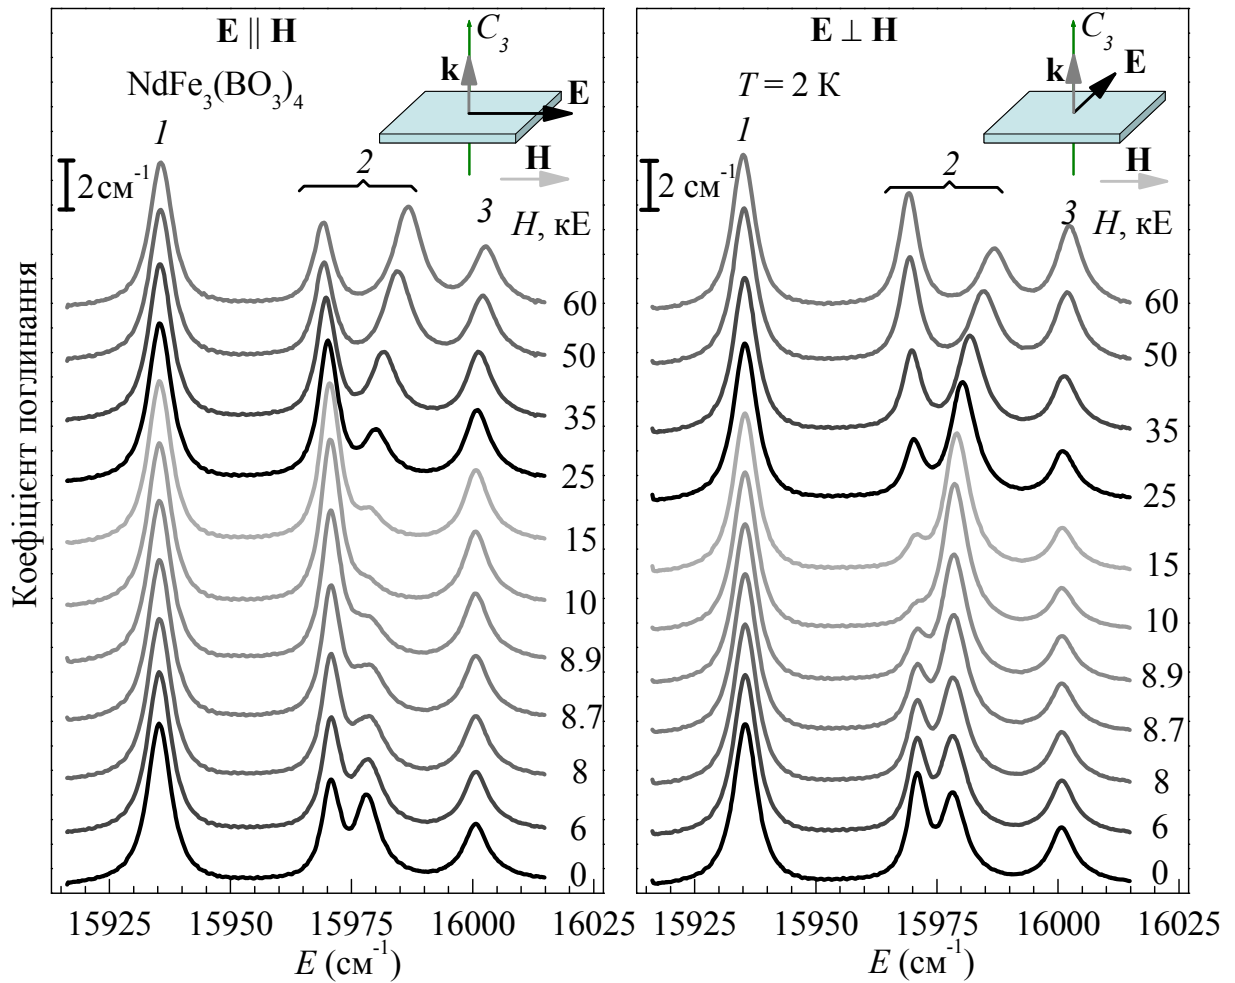 E ∥ H
C₃
k
E
NdFe₃(BO₃)₄
1
2
H
2 см⁻¹
3
H, кЕ
60
50
35
25
15
10
8.9
8.7
8
6
0
15925 15950 15975 16000 16025
E (см⁻¹)
Коефіцієнт поглинання
E ⊥ H
C₃
k
E
T = 2 К
1
2
H
2 см⁻¹
3
H, кЕ
60
50
35
25
15
10
8.9
8.7
8
6
0
15925 15950 15975 16000 16025
E (см⁻¹)